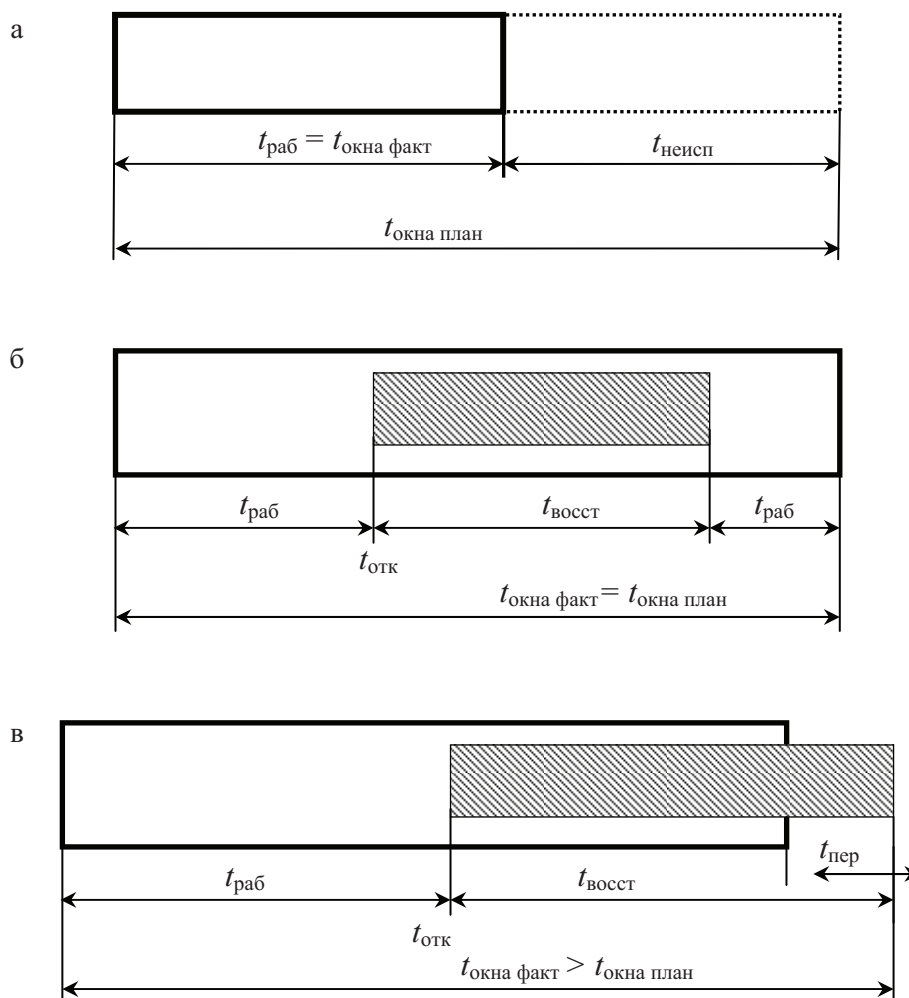 а
tраб = tокна факт
tнеисп
tокна план
б
tраб
tвосст
tраб
tотк
tокна факт = tокна план
в
tпер
tраб
tвосст
tотк
tокна факт > tокна план